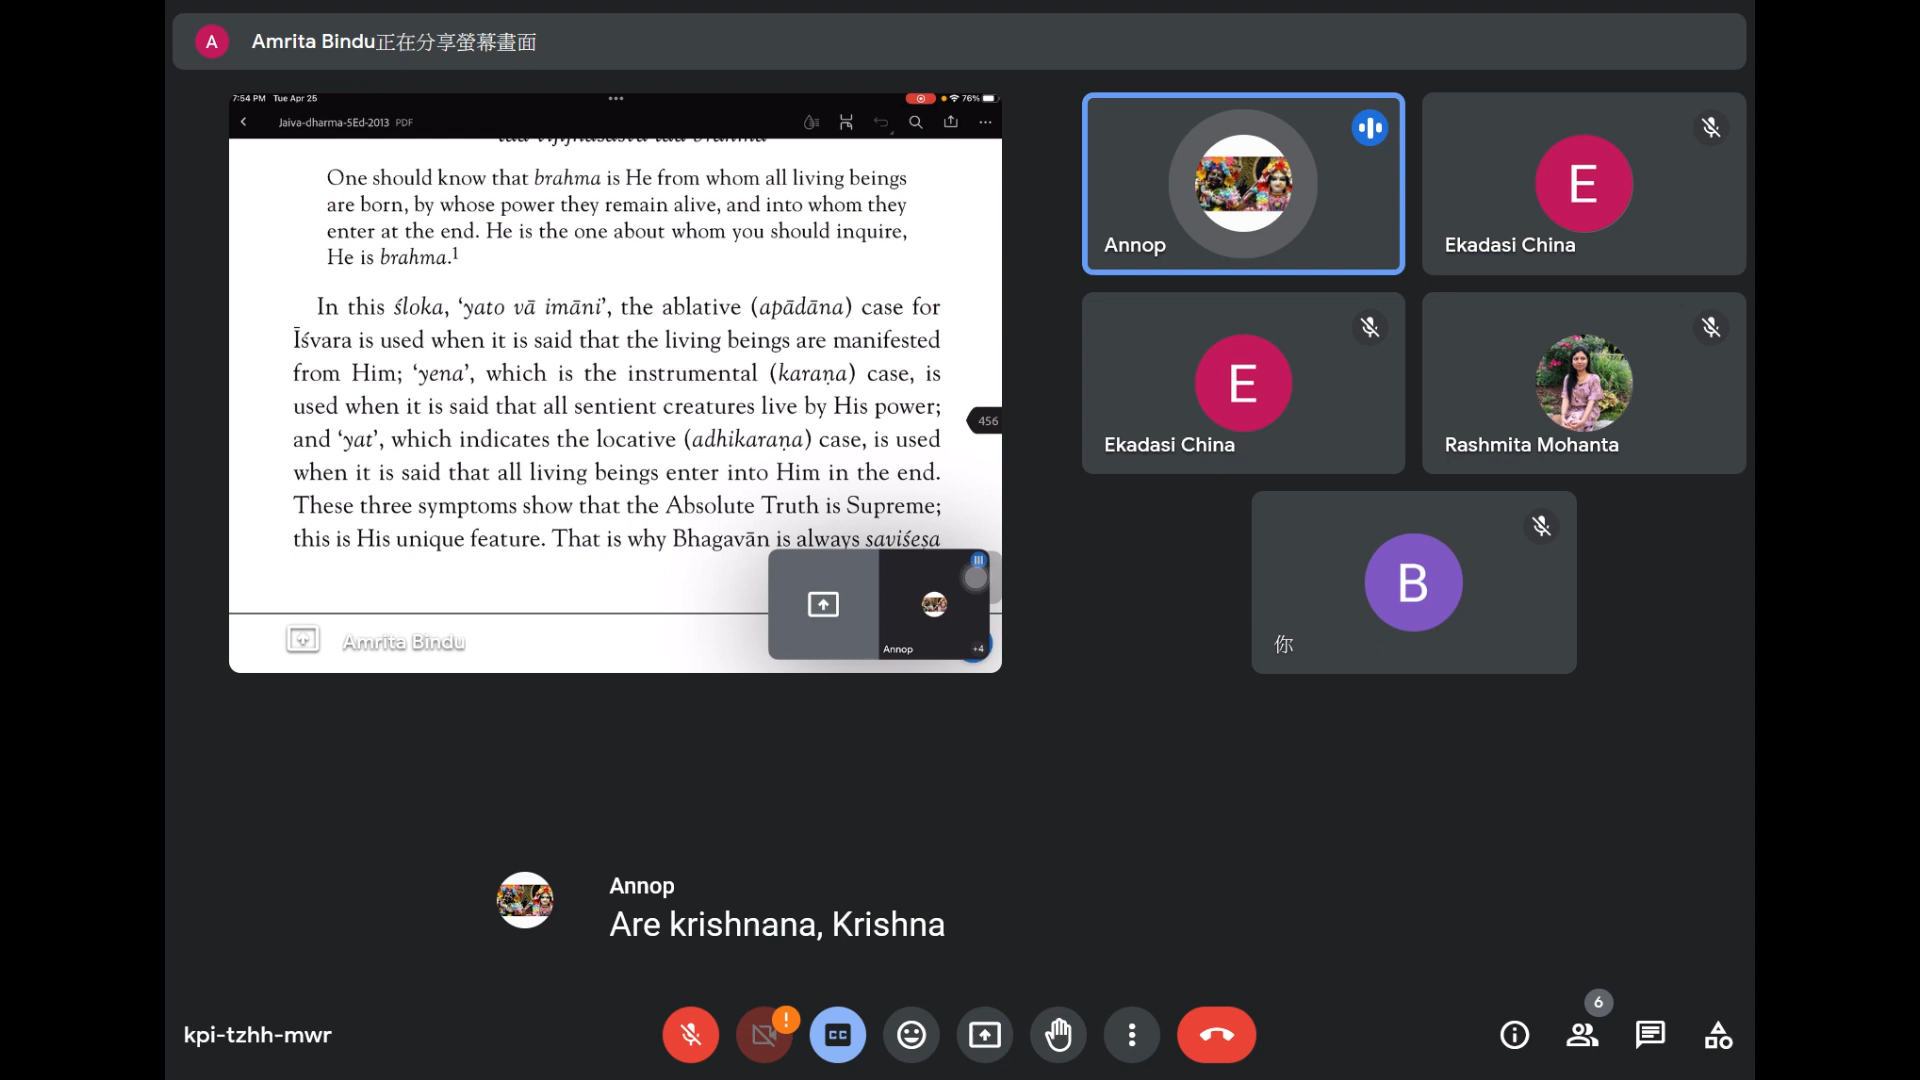 A
Amrita Bindu正在分享螢幕畫面
7:54 PM Tue Apr 25
76%
Jaiva-dharma-5Ed-2013 PDF
One should know that brahma is He from whom all living beings
are born, by whose power they remain alive, and into whom they
enter at the end. He is the one about whom you should inquire,
He is brahma.¹
In this śloka, ‘yato vā imāni’, the ablative (apādāna) case for
Īśvara is used when it is said that the living beings are manifested
from Him; ‘yena’, which is the instrumental (karaṇa) case, is
used when it is said that all sentient creatures live by His power;
and ‘yat’, which indicates the locative (adhikaraṇa) case, is used
when it is said that all living beings enter into Him in the end.
These three symptoms show that the Absolute Truth is Supreme;
this is His unique feature. That is why Bhagavān is always saviśeṣa
456
Annop
+4
Amrita Bindu
Annop
E
Ekadasi China
E
Ekadasi China
Rashmita Mohanta
B
你
Annop
Are krishnana, Krishna
kpi-tzhh-mwr
!
CC
6